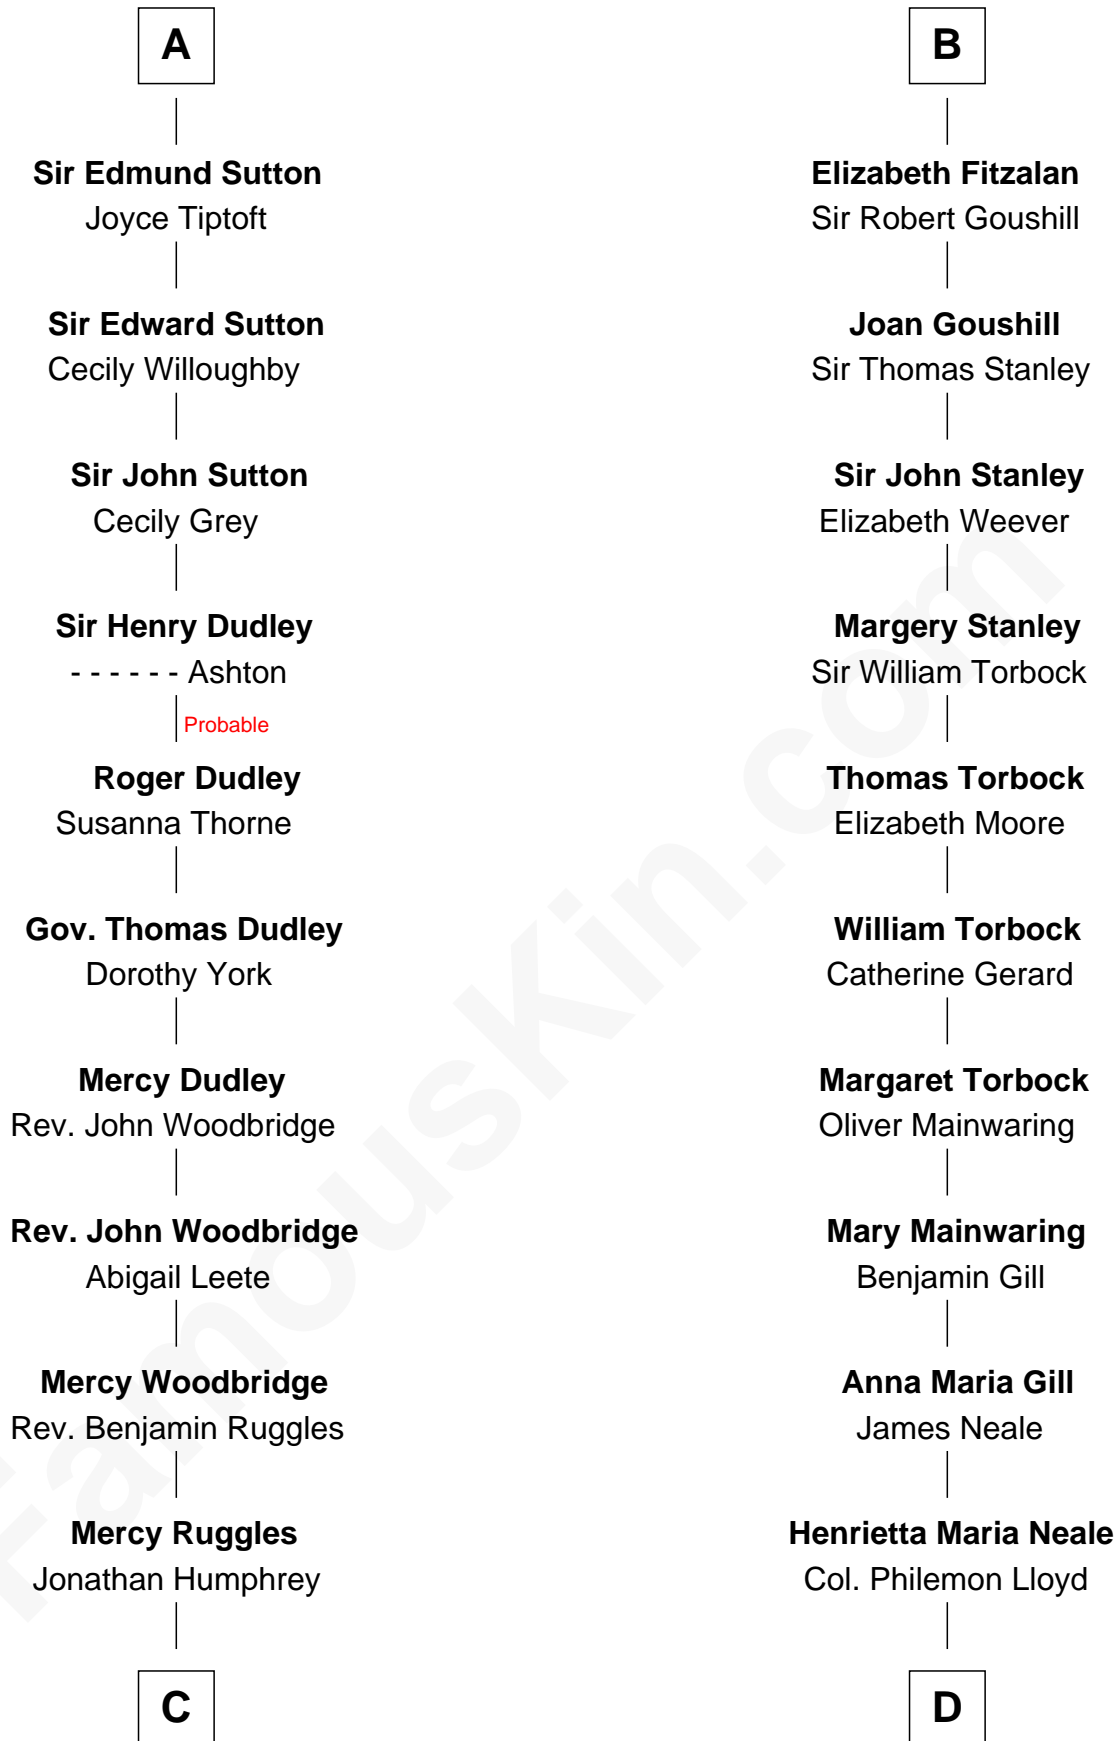 A
Sir Edmund Sutton
Joyce Tiptoft
Sir Edward Sutton
Cecily Willoughby
Sir John Sutton
Cecily Grey
Sir Henry Dudley
- - - - - - Ashton
Probable
Roger Dudley
Susanna Thorne
Gov. Thomas Dudley
Dorothy York
Mercy Dudley
Rev. John Woodbridge
Rev. John Woodbridge
Abigail Leete
Mercy Woodbridge
Rev. Benjamin Ruggles
Mercy Ruggles
Jonathan Humphrey
C
B
Elizabeth Fitzalan
Sir Robert Goushill
Joan Goushill
Sir Thomas Stanley
Sir John Stanley
Elizabeth Weever
Margery Stanley
Sir William Torbock
Thomas Torbock
Elizabeth Moore
William Torbock
Catherine Gerard
Margaret Torbock
Oliver Mainwaring
Mary Mainwaring
Benjamin Gill
Anna Maria Gill
James Neale
Henrietta Maria Neale
Col. Philemon Lloyd
D
FamousKin.com